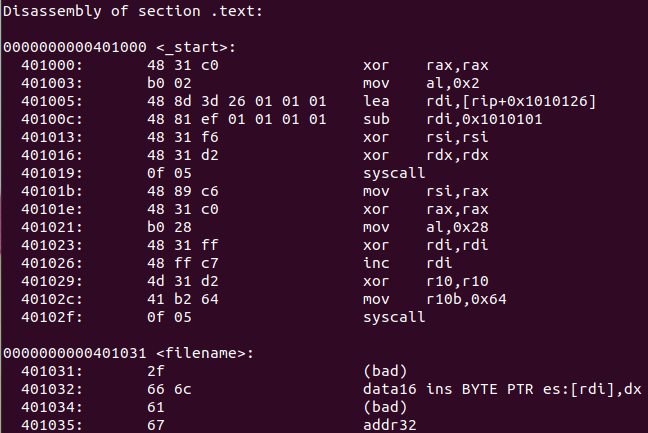 Disassembly of section .text:
0000000000401000 <_start>:
401000: 48 31 c0 xor rax,rax
401003: b0 02 mov al,0x2
401005: 48 8d 3d 26 01 01 01 lea rdi,[rip+0x1010126]
40100c: 48 81 ef 01 01 01 01 sub rdi,0x1010101
401013: 48 31 f6 xor rsi,rsi
401016: 48 31 d2 xor rdx,rdx
401019: 0f 05 syscall
40101b: 48 89 c6 mov rsi,rax
40101e: 48 31 c0 xor rax,rax
401021: b0 28 mov al,0x28
401023: 48 31 ff xor rdi,rdi
401026: 48 ff c7 inc rdi
401029: 4d 31 d2 xor r10,r10
40102c: 41 b2 64 mov r10b,0x64
40102f: 0f 05 syscall
0000000000401031 <filename>:
401031: 2f (bad)
401032: 66 6c data16 ins BYTE PTR es:[rdi],dx
401034: 61 (bad)
401035: 67 addr32